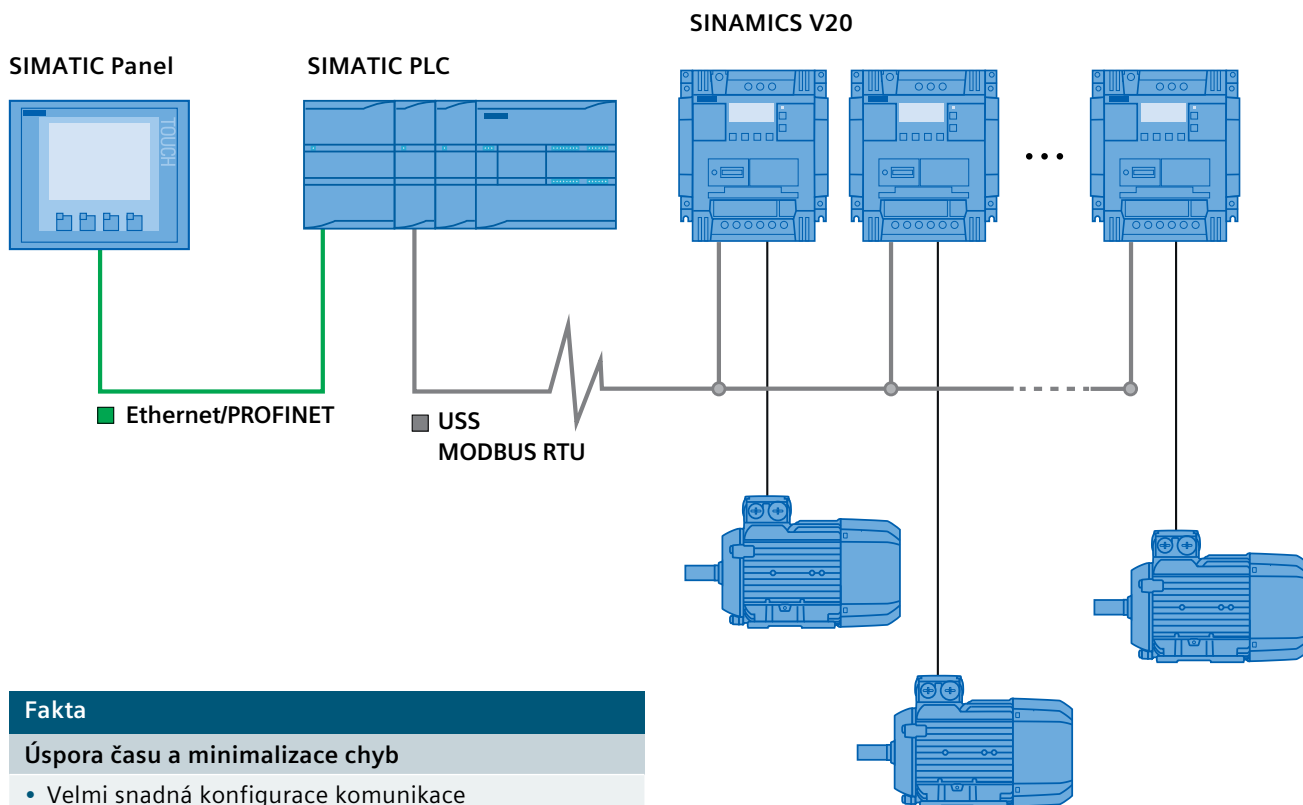 SINAMICS V20
SIMATIC Panel
SIMATIC PLC
TOUCH
...
Ethernet/PROFINET
USS
MODBUS RTU
Fakta
Úspora času a minimalizace chyb
• Velmi snadná konfigurace komunikace